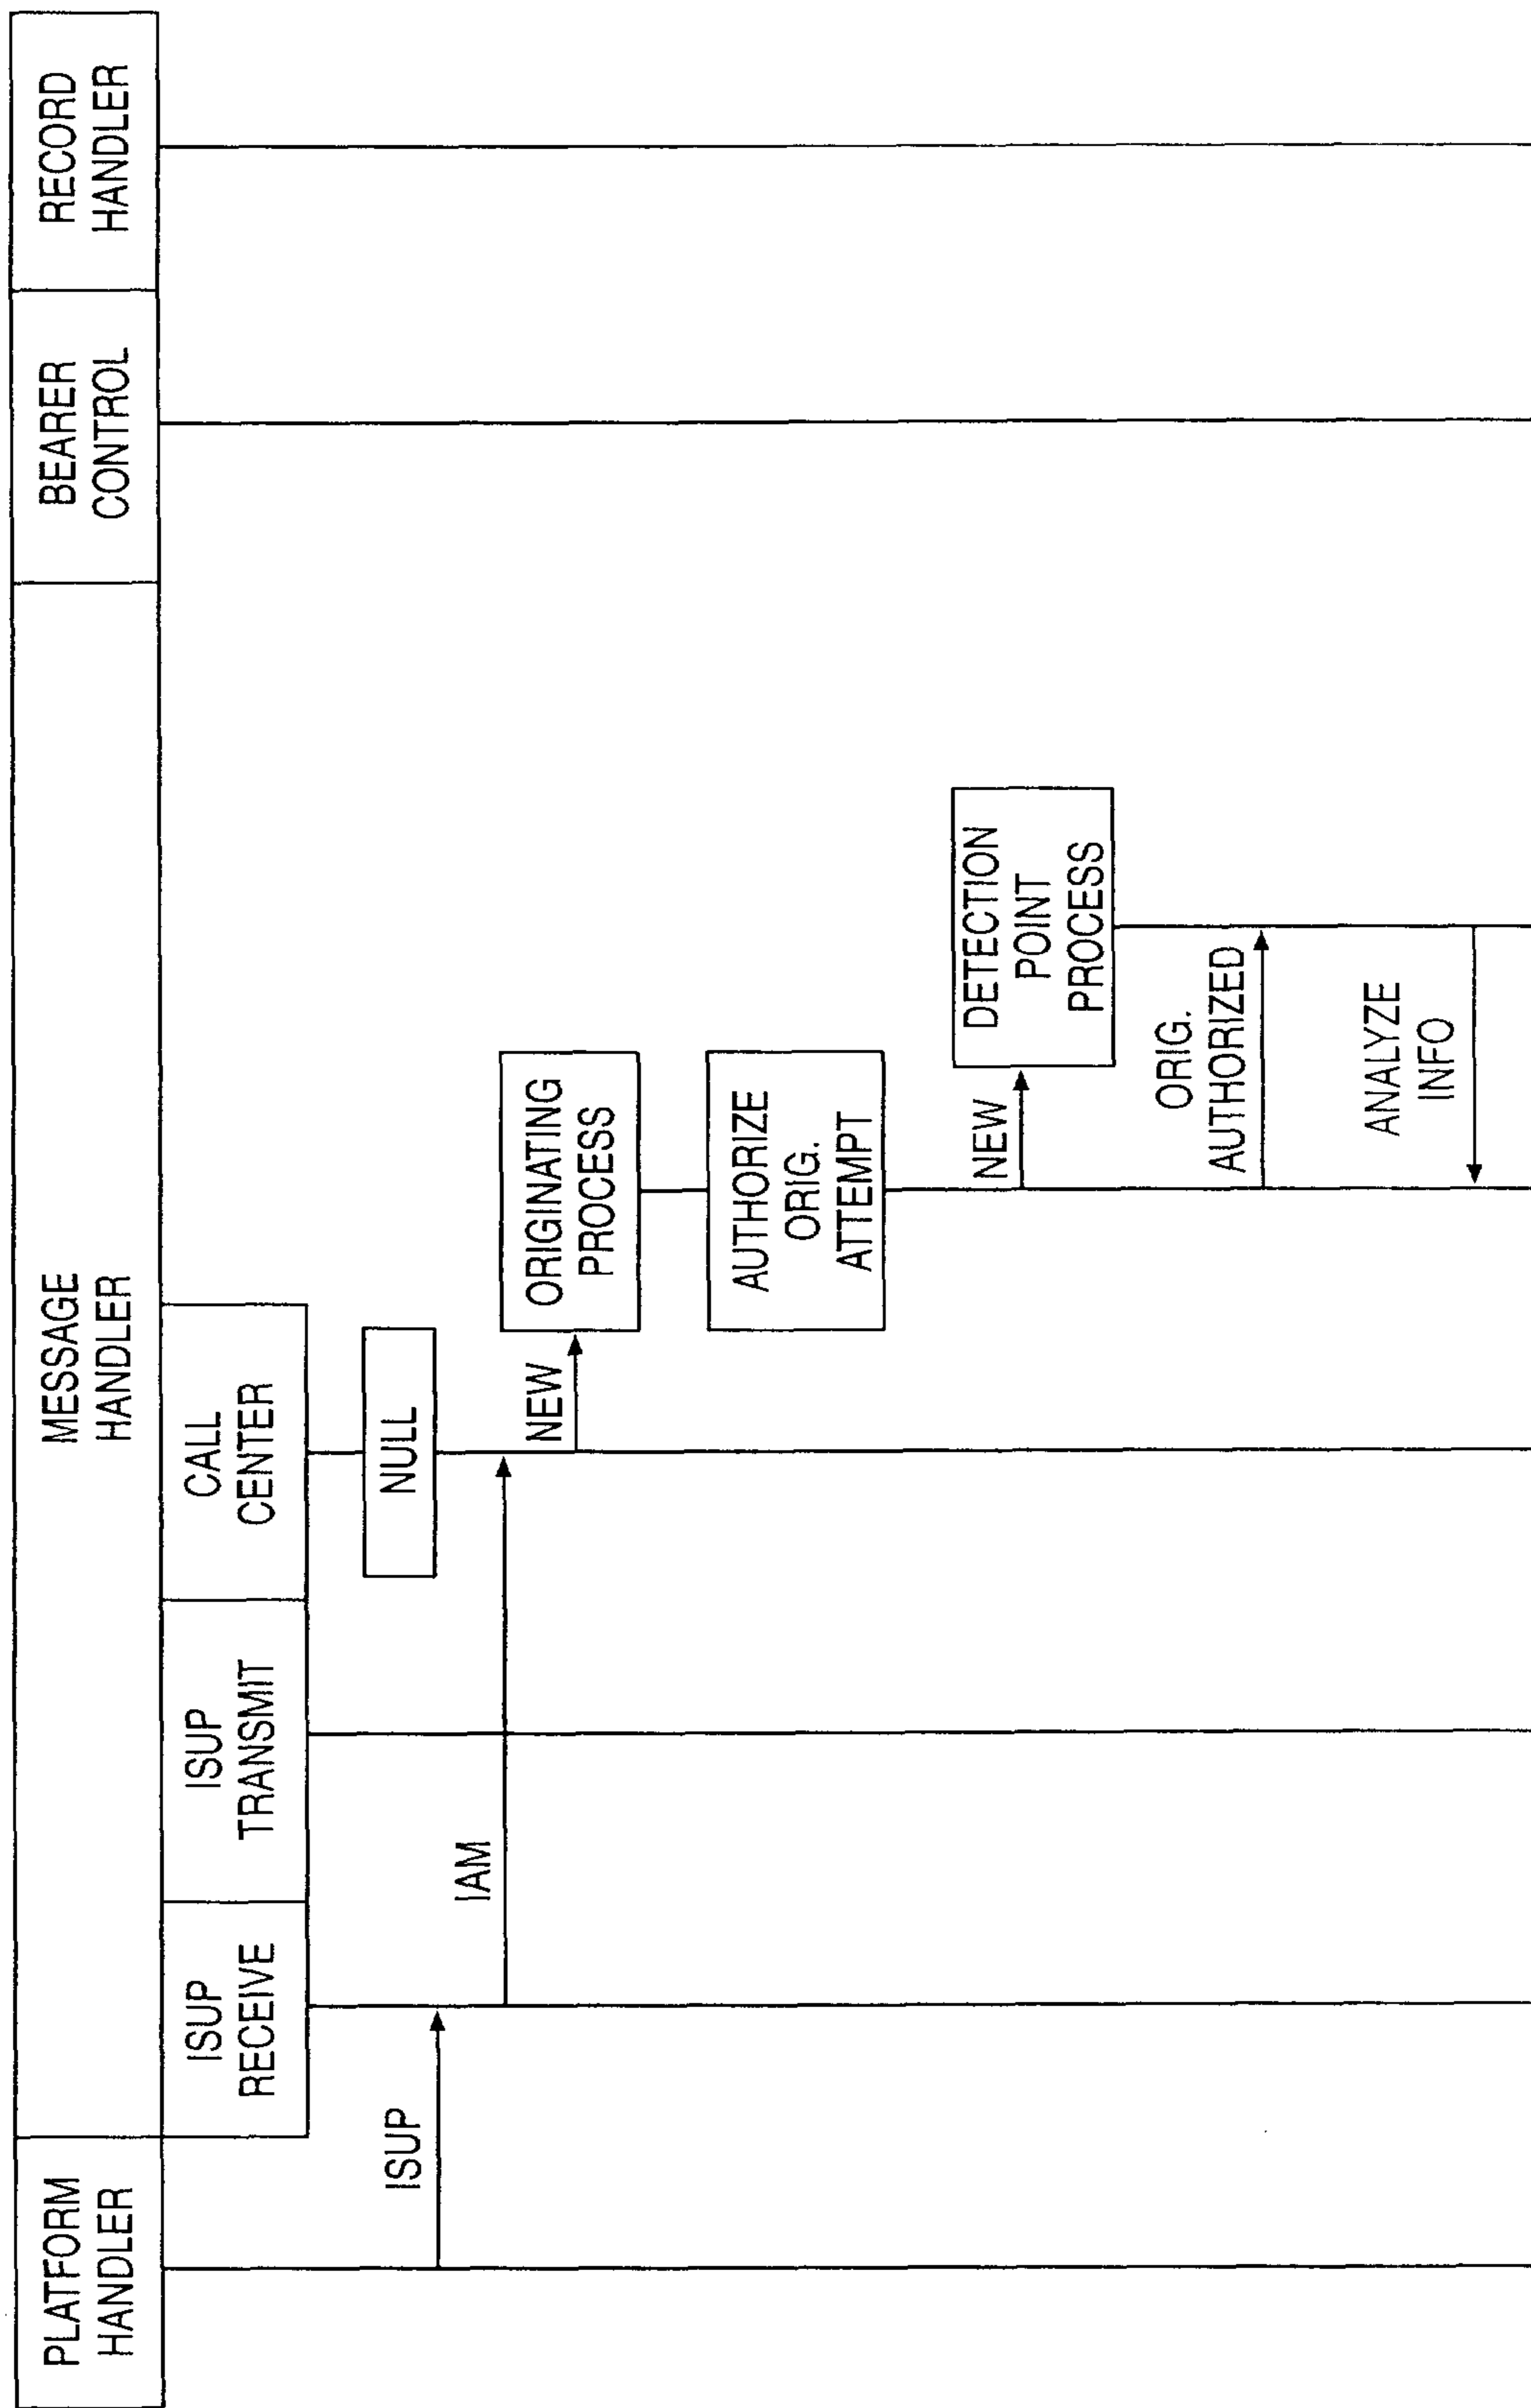 PLATFORM
HANDLER
MESSAGE
HANDLER
BEARER
CONTROL
RECORD
HANDLER
ISUP
RECEIVE
ISUP
TRANSMIT
CALL
CENTER
NULL
ISUP
IAM
NEW
ORIGINATING
PROCESS
AUTHORIZE
ORIG.
ATTEMPT
NEW
DETECTION
POINT
PROCESS
ORIG.
AUTHORIZED
ANALYZE
INFO